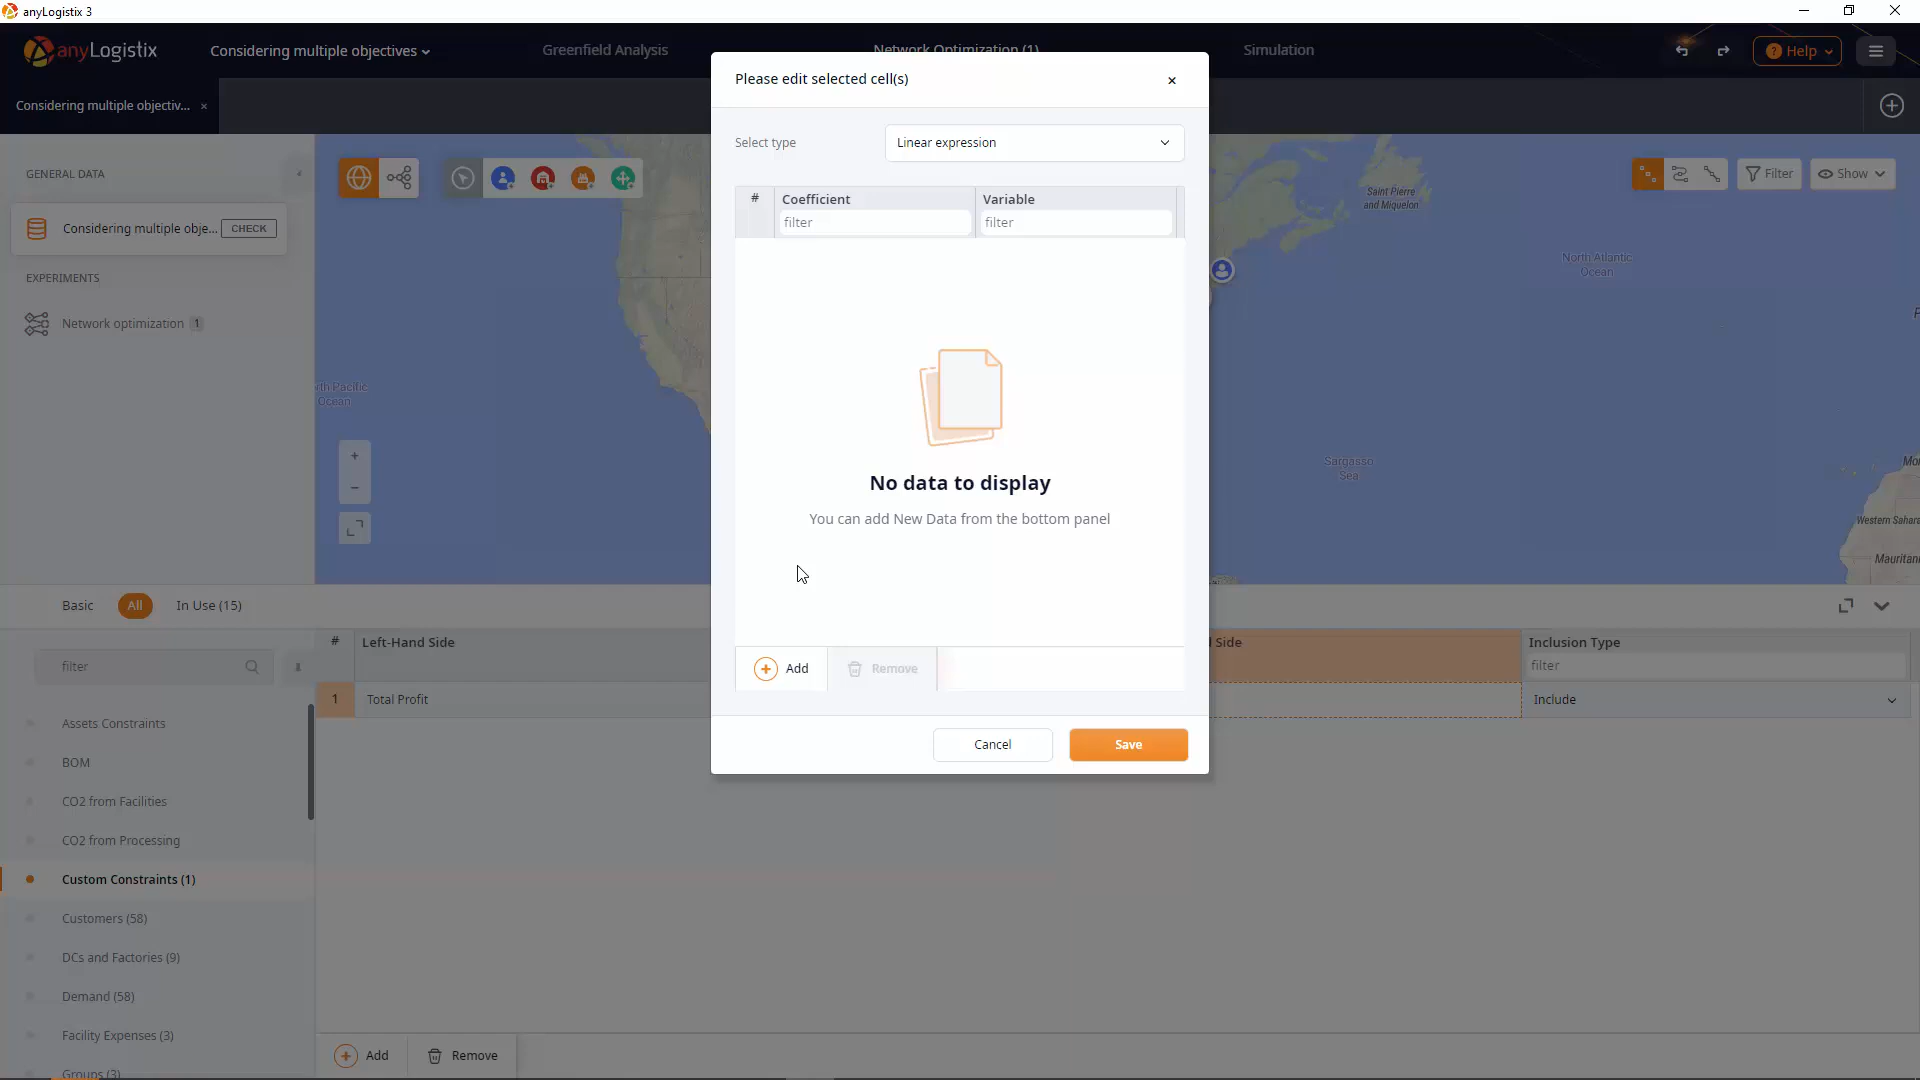 anyLogistix 3
anyLogistix
Considering multiple objectives
Greenfield Analysis
Network Optimization (1)
Simulation
Help
Considering multiple objectiv...
Please edit selected cell(s)
Select type
Linear expression
# Coefficient Variable
filter filter
No data to display
You can add New Data from the bottom panel
Add Remove
Cancel Save
GENERAL DATA
Considering multiple obje... CHECK
EXPERIMENTS
Network optimization 1
Filter Show
Saint Pierre
and Miquelon
North Atlantic
Ocean
Ocean
Sargasso
Sea
Western Sahara
Basic All In Use (15)
filter
Assets Constraints
BOM
CO2 from Facilities
CO2 from Processing
Custom Constraints (1)
Customers (58)
DCs and Factories (9)
Demand (58)
Facility Expenses (3)
Groups (3)
# Left-Hand Side Side Inclusion Type
filter
1 Total Profit Include
Add Remove